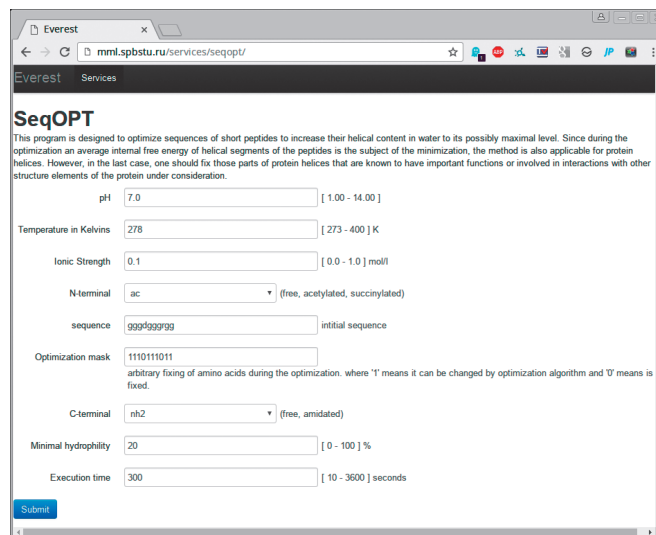 Everest
mml.spbstu.ru/services/seqopt/
Everest Services
SeqOPT
This program is designed to optimize sequences of short peptides to increase their helical content in water to its possibly maximal level. Since during the
optimization an average internal free energy of helical segments of the peptides is the subject of the minimization, the method is also applicable for protein
helices. However, in the last case, one should fix those parts of protein helices that are known to have important functions or involved in interactions with other
structure elements of the protein under consideration.
pH 7.0 [ 1.00 - 14.00 ]
Temperature in Kelvins 278 [ 273 - 400 ] K
Ionic Strength 0.1 [ 0.0 - 1.0 ] mol/l
N-terminal ac (free, acetylated, succinylated)
sequence gggdgggrgg intitial sequence
Optimization mask 1110111011
arbitrary fixing of amino acids during the optimization. where '1' means it can be changed by optimization algorithm and '0' means is
fixed.
C-terminal nh2 (free, amidated)
Minimal hydrophility 20 [ 0 - 100 ] %
Execution time 300 [ 10 - 3600 ] seconds
Submit